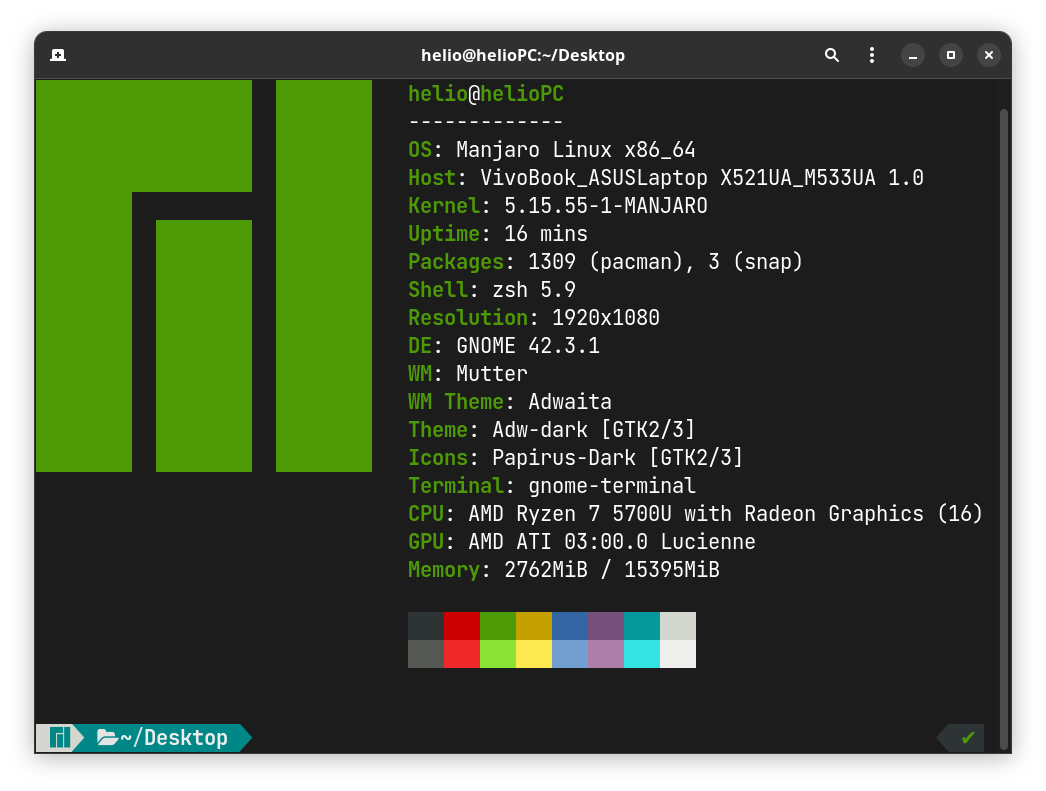 helio@helioPC:~/Desktop
helio@helioPC
-------------
OS: Manjaro Linux x86_64
Host: VivoBook_ASUSLaptop X521UA_M533UA 1.0
Kernel: 5.15.55-1-MANJARO
Uptime: 16 mins
Packages: 1309 (pacman), 3 (snap)
Shell: zsh 5.9
Resolution: 1920x1080
DE: GNOME 42.3.1
WM: Mutter
WM Theme: Adwaita
Theme: Adw-dark [GTK2/3]
Icons: Papirus-Dark [GTK2/3]
Terminal: gnome-terminal
CPU: AMD Ryzen 7 5700U with Radeon Graphics (16)
GPU: AMD ATI 03:00.0 Lucienne
Memory: 2762MiB / 15395MiB
~/Desktop ✔